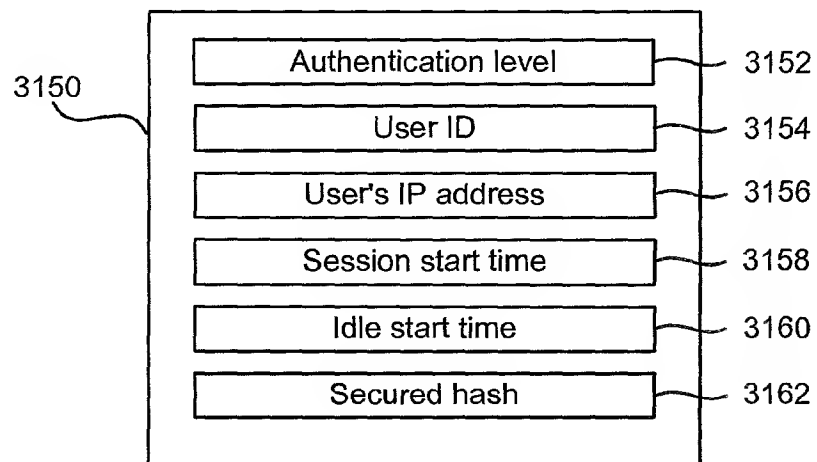 Authentication level 3152
3150
User ID 3154
User's IP address 3156
Session start time 3158
Idle start time 3160
Secured hash 3162